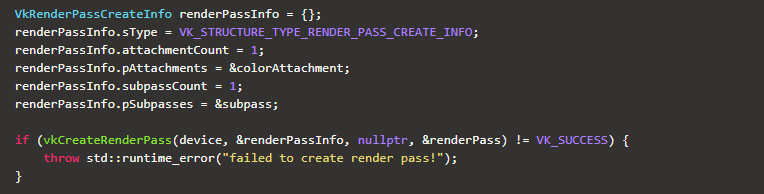 VkRenderPassCreateInfo renderPassInfo = {};
renderPassInfo.sType = VK_STRUCTURE_TYPE_RENDER_PASS_CREATE_INFO;
renderPassInfo.attachmentCount = 1;
renderPassInfo.pAttachments = &colorAttachment;
renderPassInfo.subpassCount = 1;
renderPassInfo.pSubpasses = &subpass;

if (vkCreateRenderPass(device, &renderPassInfo, nullptr, &renderPass) != VK_SUCCESS) {
    throw std::runtime_error("failed to create render pass!");
}